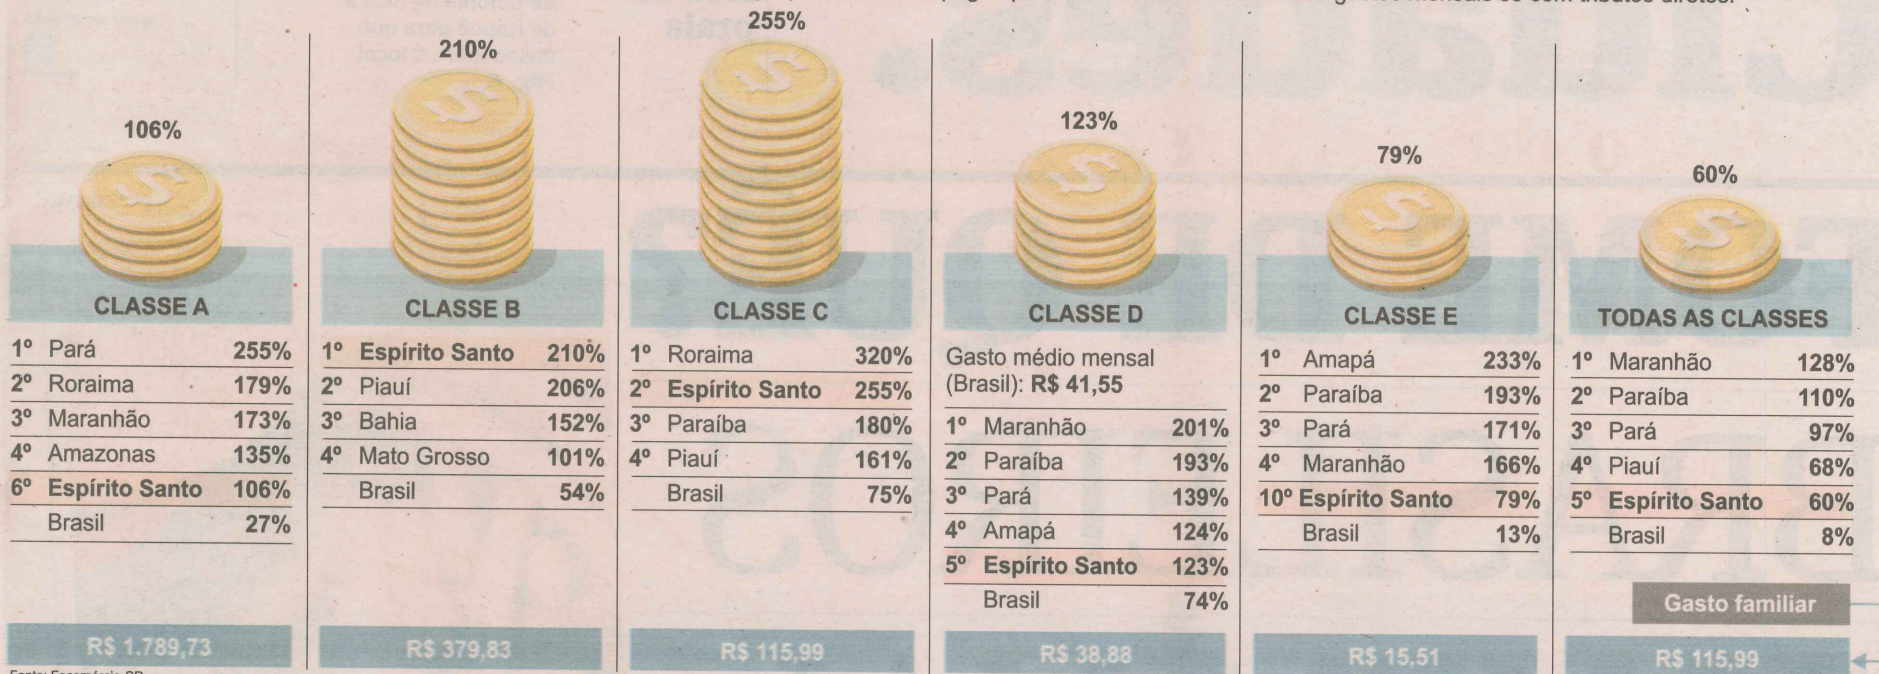 mensais só com tributos diretos.
106%
CLASSE A
1º Pará 255%
2º Roraima 179%
3º Maranhão 173%
4º Amazonas 135%
6º Espírito Santo 106%
Brasil 27%
R$ 1.789,73
210%
CLASSE B
1º Espírito Santo 210%
2º Piauí 206%
3º Bahia 152%
4º Mato Grosso 101%
Brasil 54%
R$ 379,83
255%
CLASSE C
1º Roraima 320%
2º Espírito Santo 255%
3º Paraíba 180%
4º Piauí 161%
Brasil 75%
R$ 115,99
123%
CLASSE D
Gasto médio mensal
(Brasil): R$ 41,55
1º Maranhão 201%
2º Paraíba 193%
3º Pará 139%
4º Amapá 124%
5º Espírito Santo 123%
Brasil 74%
R$ 38,88
79%
CLASSE E
1º Amapá 233%
2º Paraíba 193%
3º Pará 171%
4º Maranhão 166%
10º Espírito Santo 79%
Brasil 13%
R$ 15,51
60%
TODAS AS CLASSES
1º Maranhão 128%
2º Paraíba 110%
3º Pará 97%
4º Piauí 68%
5º Espírito Santo 60%
Brasil 8%
Gasto familiar
R$ 115,99